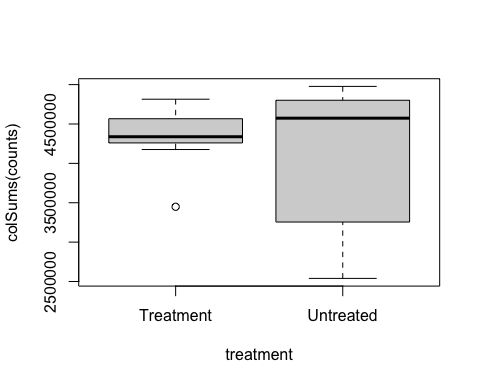 colSums(counts)
4500000
3500000
2500000
Treatment
Untreated
treatment